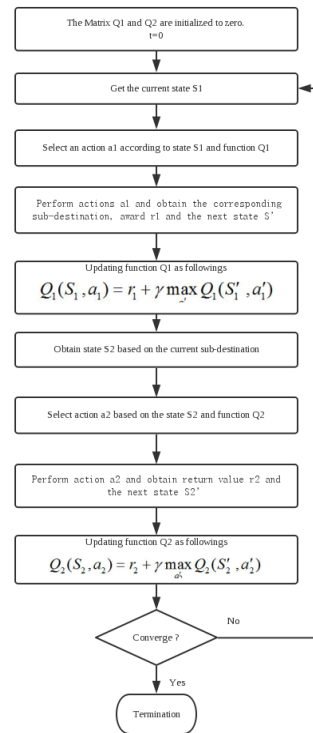 The Matrix Q1 and Q2 are initialized to zero.
t=0
Get the current state S1
Select an action a1 according to state S1 and function Q1
Perform actions a1 and obtain the corresponding
sub-destination, award r1 and the next state S'
Updating function Q1 as followings
Q₁(S₁,a₁) = r₁ + γ max Q₁(S′₁,a′₁)
Obtain state S2 based on the current sub-destination
Select action a2 based on the state S2 and function Q2
Perform action a2 and obtain return value r2 and
the next state S2'
Updating function Q2 as followings
Q₂(S₂,a₂) = r₂ + γ max Q₂(S′₂,a′₂)
a′₂
Converge ?
No
Yes
Termination